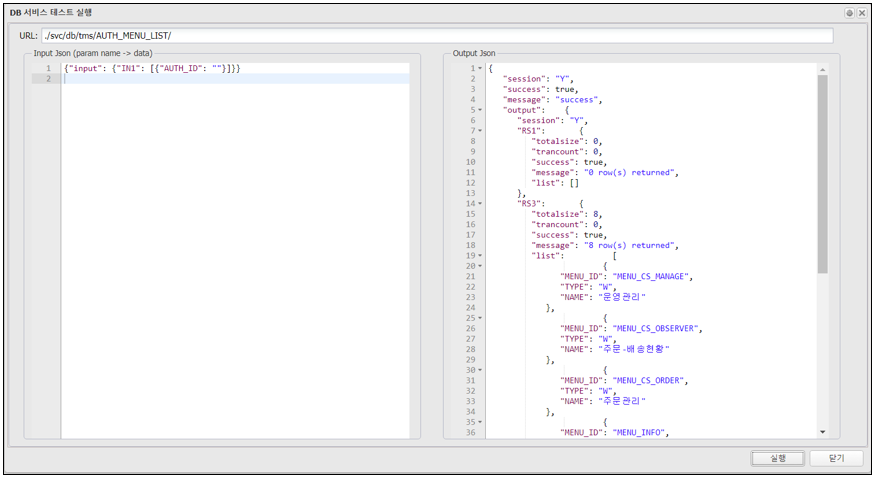 DB 서비스 테스트 실행
URL: ./svc/db/tms/AUTH_MENU_LIST/
Input Json (param name -> data)
1 {"input": {"IN1": [{"AUTH_ID": ""}]}}
2
Output Json
1 {
2 "session": "Y",
3 "success": true,
4 "message": "success",
5 "output": {
6 "session": "Y",
7 "RS1": {
8 "totalsize": 0,
9 "trancount": 0,
10 "success": true,
11 "message": "0 row(s) returned",
12 "list": []
13 },
14 "RS3": {
15 "totalsize": 8,
16 "trancount": 0,
17 "success": true,
18 "message": "8 row(s) returned",
19 "list": [
20 {
21 "MENU_ID": "MENU_CS_MANAGE",
22 "TYPE": "W",
23 "NAME": "운영관리"
24 },
25 {
26 "MENU_ID": "MENU_CS_OBSERVER",
27 "TYPE": "W",
28 "NAME": "주문-배송현황"
29 },
30 {
31 "MENU_ID": "MENU_CS_ORDER",
32 "TYPE": "W",
33 "NAME": "주문관리"
34 },
35 {
36 "MENU_ID": "MENU_INFO",
실행 닫기